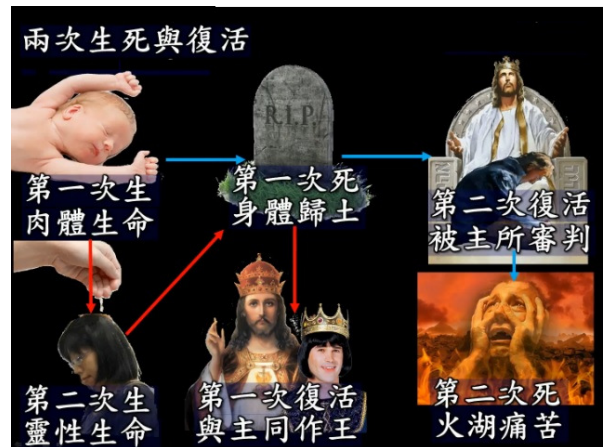 兩次生死與復活
R.I.P.
第一次生
肉體生命
第一次死
身體歸土
第二次復活
被主所審判
第二次生
靈性生命
第一次復活
與主同作王
第二次死
火湖痛苦